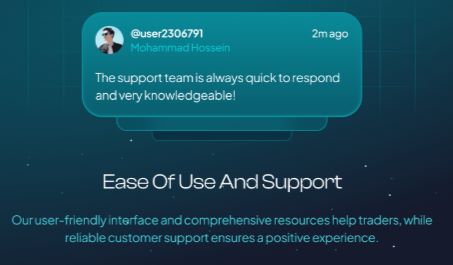 @user2306791 2m ago
Mohammad Hossein
The support team is always quick to respond
and very knowledgeable!
Ease Of Use And Support
Our user-friendly interface and comprehensive resources help traders, while
reliable customer support ensures a positive experience.